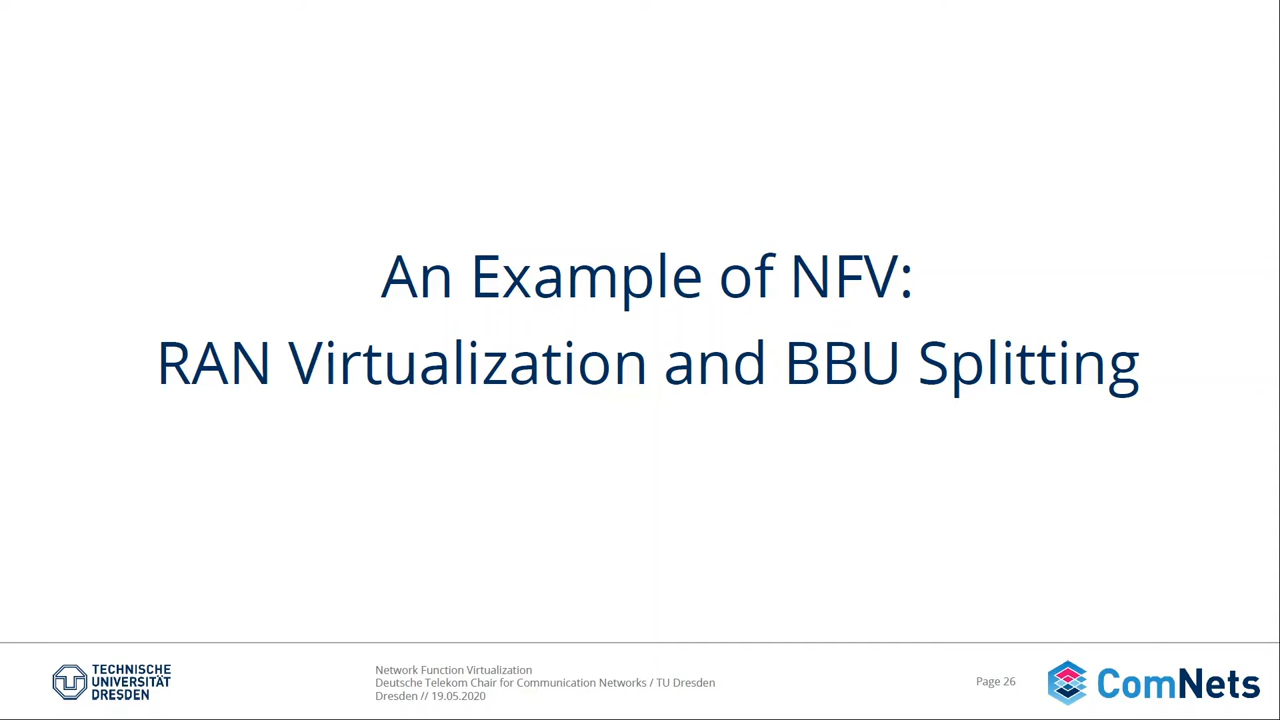 An Example of NFV:
RAN Virtualization and BBU Splitting
TECHNISCHE
UNIVERSITÄT
DRESDEN
Network Function Virtualization
Deutsche Telekom Chair for Communication Networks / TU Dresden
Dresden // 19.05.2020
Page 26
ComNets